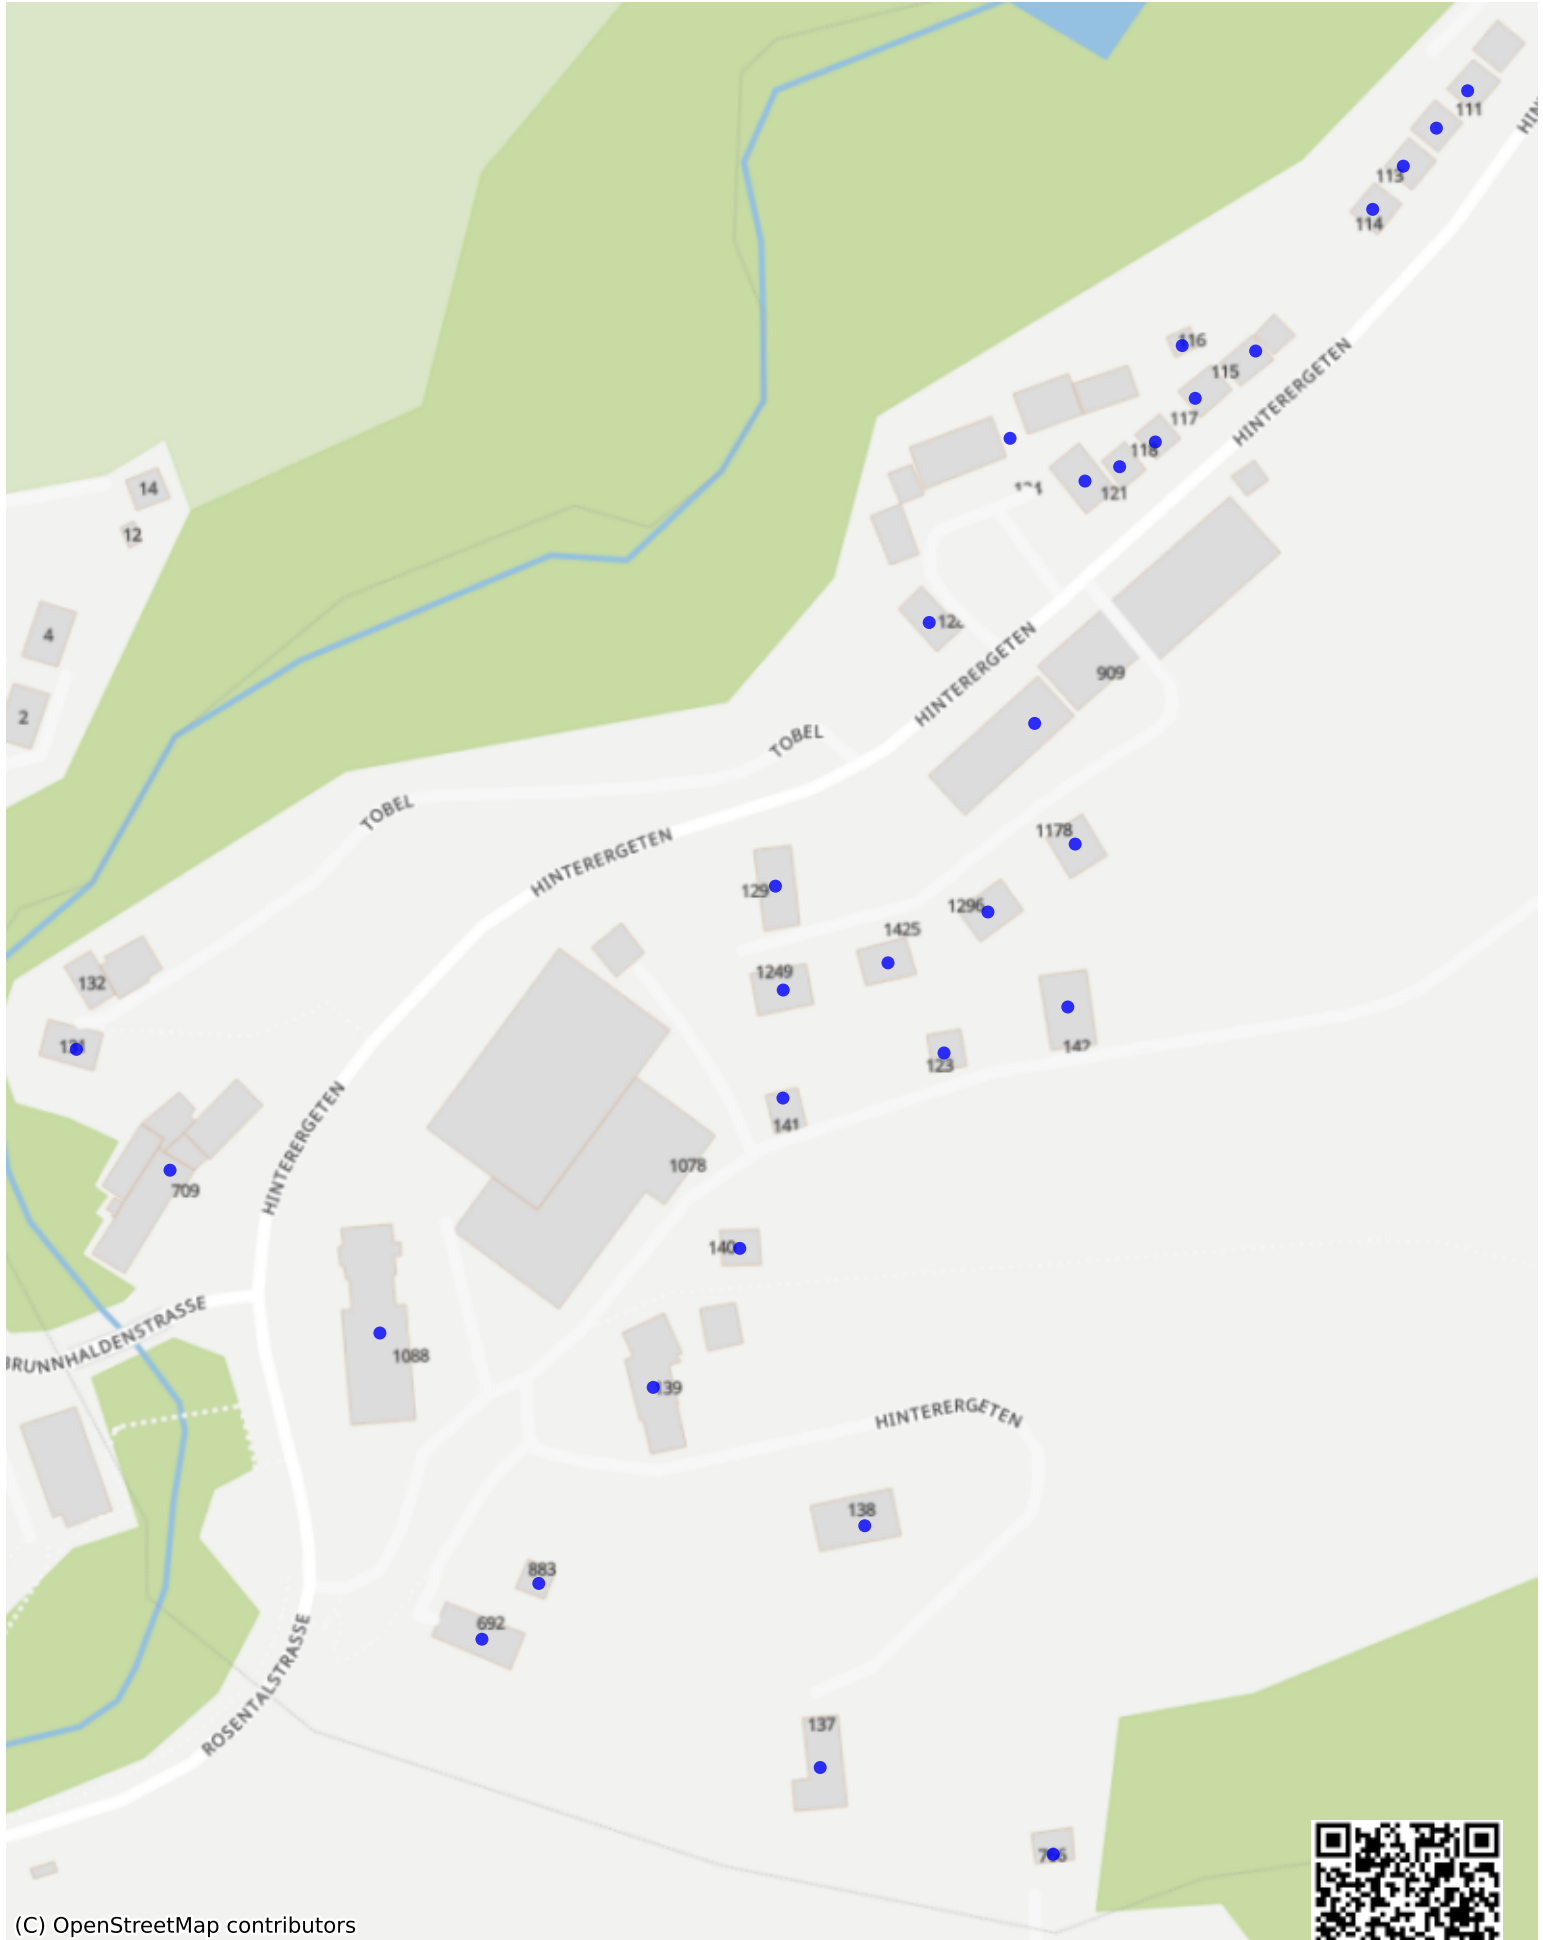 111
HIN
113
114
116
115
HINTERERGETEN
117
118
121
14
12
4
909
HINTERERGETEN
2
TOBEL
TOBEL
HINTERERGETEN
1178
129
1296
1425
1249
132
142
123
141
HINTERERGETEN
1078
709
140
BRUNNHALDENSTRASSE
1088
139
HINTERERGETEN
138
883
692
ROSENTALSTRASSE
137
(C) OpenStreetMap contributors